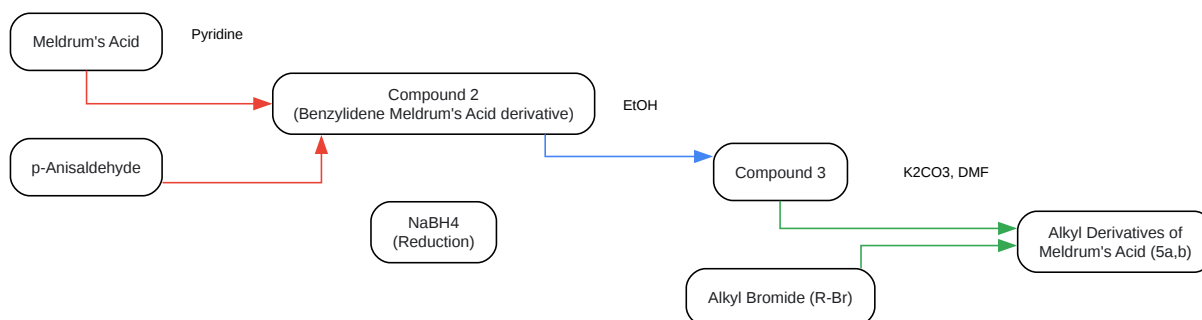 Meldrum's Acid
Pyridine
Compound 2
(Benzylidene Meldrum's Acid derivative)
EtOH
p-Anisaldehyde
Compound 3
K2CO3, DMF
NaBH4
(Reduction)
Alkyl Derivatives of
Meldrum's Acid (5a,b)
Alkyl Bromide (R-Br)